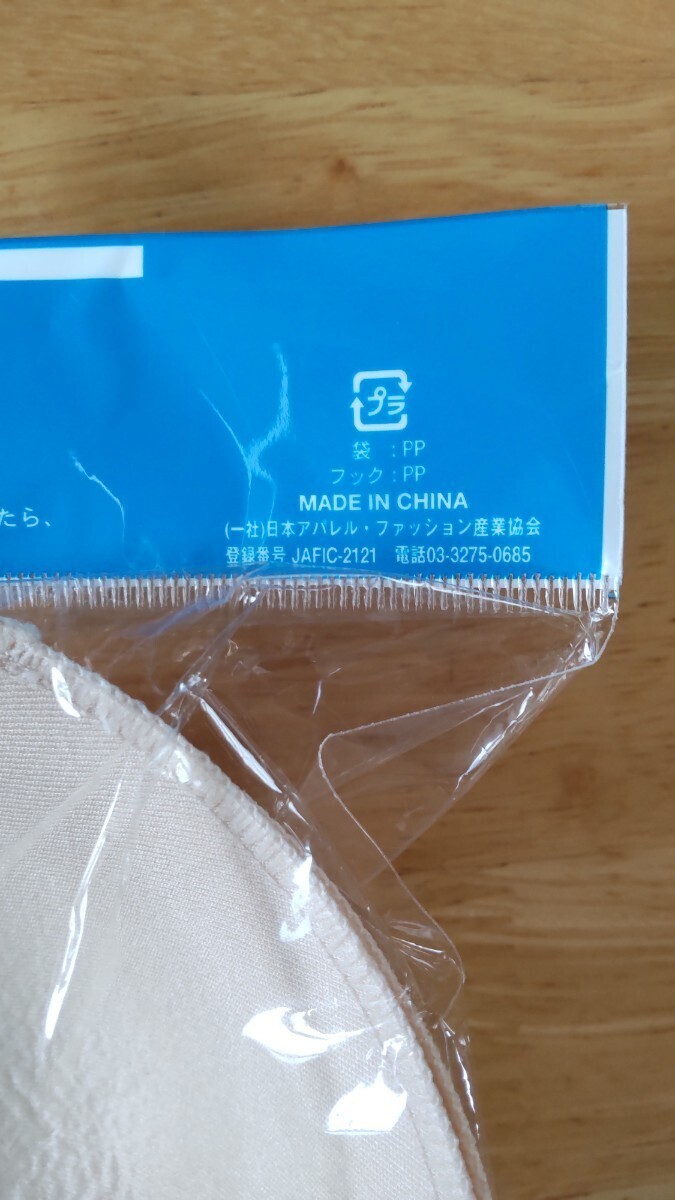 プラ
袋 : PP
フック : PP
MADE IN CHINA
たら、
(一社)日本アパレル・ファッション産業協会
登録番号 JAFIC-2121 電話03-3275-0685